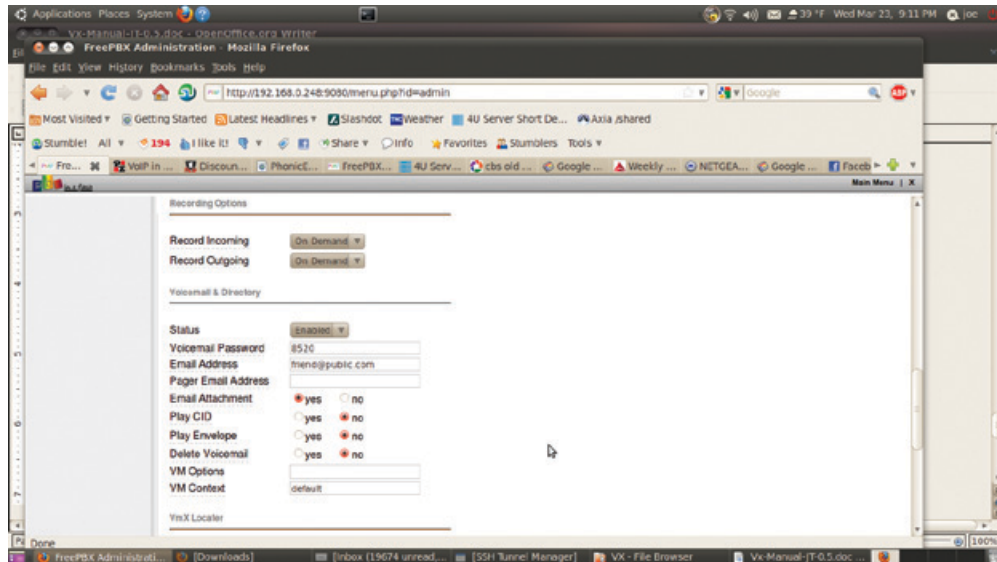 Applications Places System 39 °F Wed Mar 23, 9:11 PM joe
Vx-Manual-IT-0.5.doc - OpenOffice.org Writer
FreePBX Administration - Mozilla Firefox
File Edit View History Bookmarks Tools Help
http://192.168.0.248:9080/menu.php?id=admin Google ABP
Most Visited Getting Started Latest Headlines Slashdot Weather 4U Server Short De... Axia /shared
Stumble! All 194 I like it! Share Info Favorites Stumblers Tools
Fre... VoIP in ... Discoun... PhonicE... FreePBX... 4U Serv... cbs old ... Google ... Weekly ... NETGEA... Google ... Faceb
Main Menu | X
Recording Options
Record Incoming On Demand
Record Outgoing On Demand
Voicemail & Directory
Status Enabled
Voicemail Password 8520
Email Address friend@public.com
Pager Email Address
Email Attachment yes no
Play CID yes no
Play Envelope yes no
Delete Voicemail yes no
VM Options
VM Context default
VmX Locater
Done 100%
FreePBX Administrati... [Downloads] [Inbox (19674 unread,... [SSH Tunnel Manager] VX - File Browser Vx-Manual-IT-0.5.doc ...